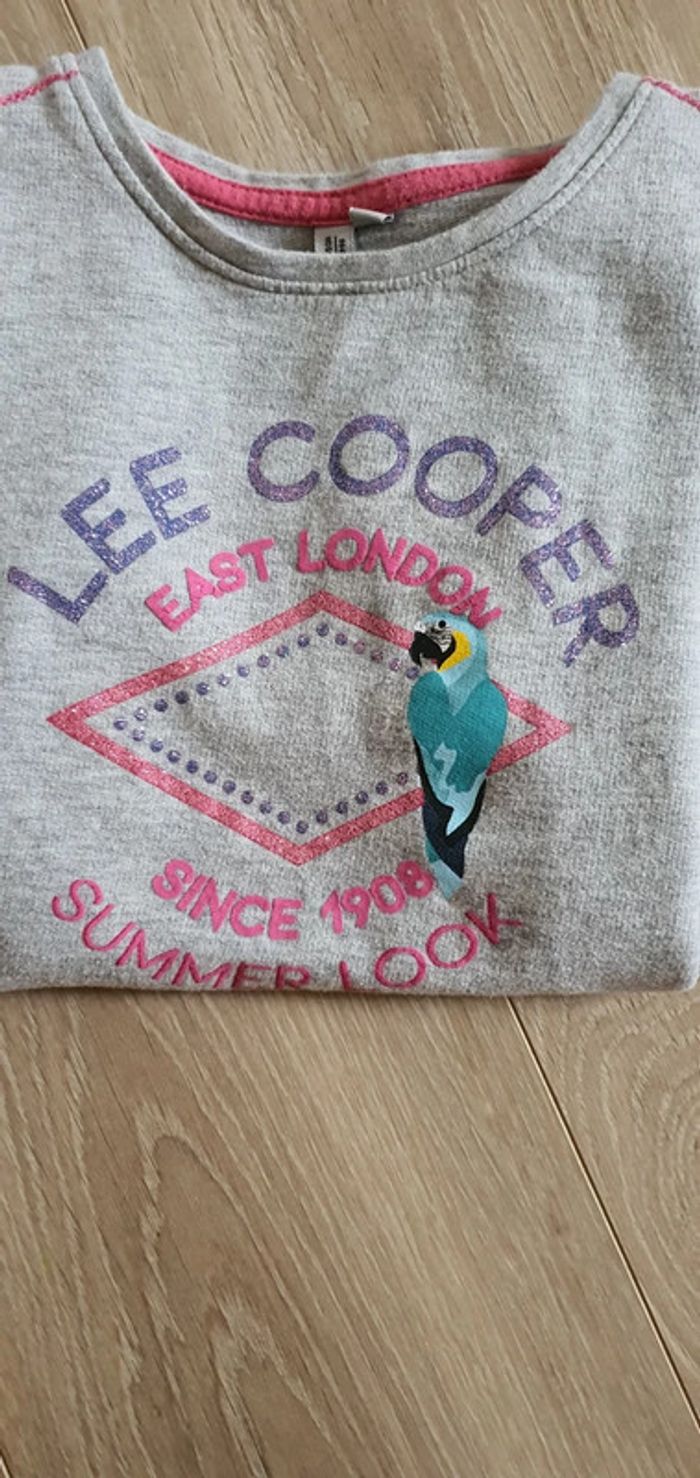 LEE COOPER
EAST LONDON
SINCE 1908
SUMMER LOOK